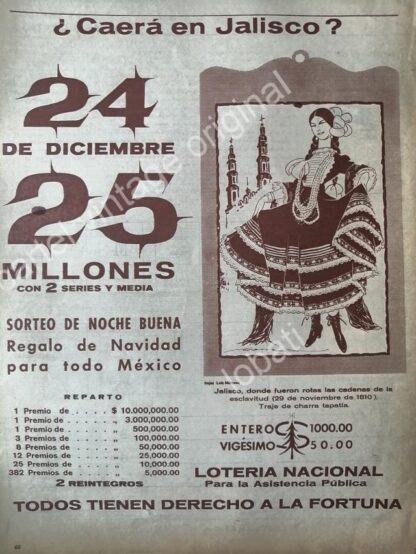 ¿ Caerá en Jalisco ?
24
DE DICIEMBRE
25
MILLONES
CON 2 SERIES Y MEDIA
SORTEO DE NOCHE BUENA
Regalo de Navidad
para todo México
REPARTO
1 Premio de . . . . . $ 10.000,000.00
1 Premio de . . . . . „ 3.000,000.00
1 Premio de . . . . . „ 500,000.00
3 Premios de . . . . . „ 100,000.00
8 Premios de . . . . . „ 50,000.00
12 Premios de . . . . . „ 25,000.00
25 Premios de . . . . . „ 10,000.00
382 Premios de . . . . . „ 5,000.00
2 REINTEGROS
Jalisco, donde fueron rotas las cadenas de la
esclavitud (29 de noviembre de 1810).
Traje de charra tapatía.
ENTERO $ 1000.00
VIGÉSIMO $ 50.00
LOTERIA NACIONAL
Para la Asistencia Pública
TODOS TIENEN DERECHO A LA FORTUNA
cartel vintage original